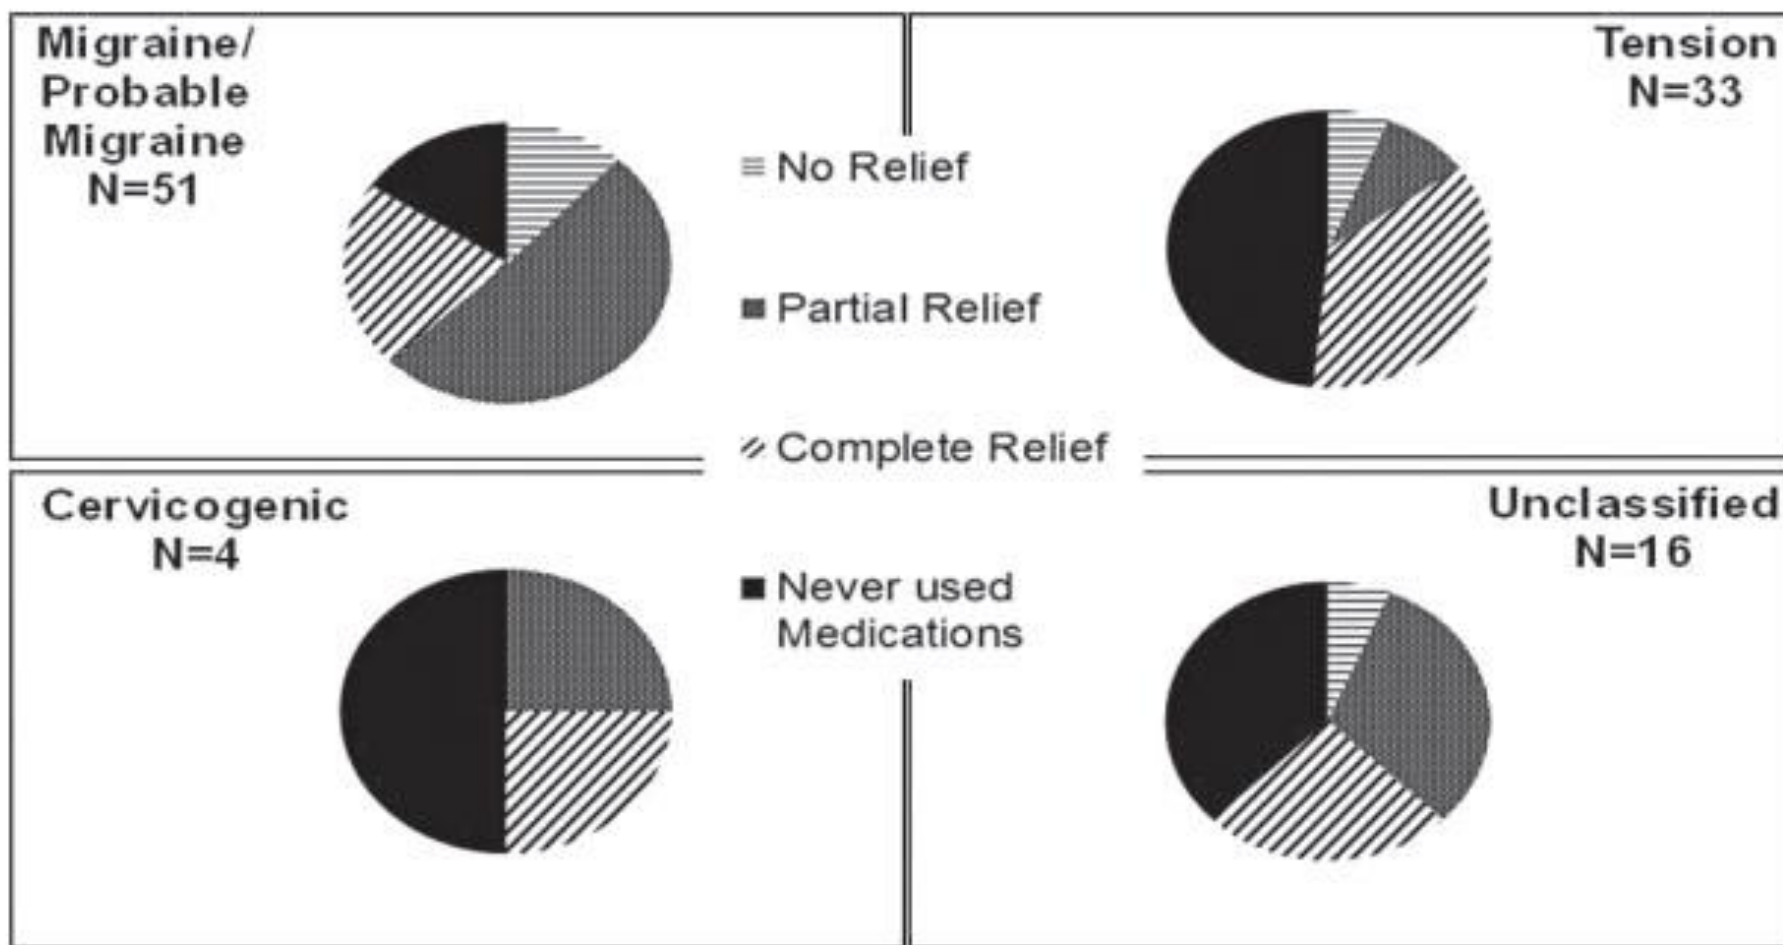 Migraine/
Probable
Migraine
N=51
Tension
N=33
No Relief
Partial Relief
Complete Relief
Never used
Medications
Cervicogenic
N=4
Unclassified
N=16